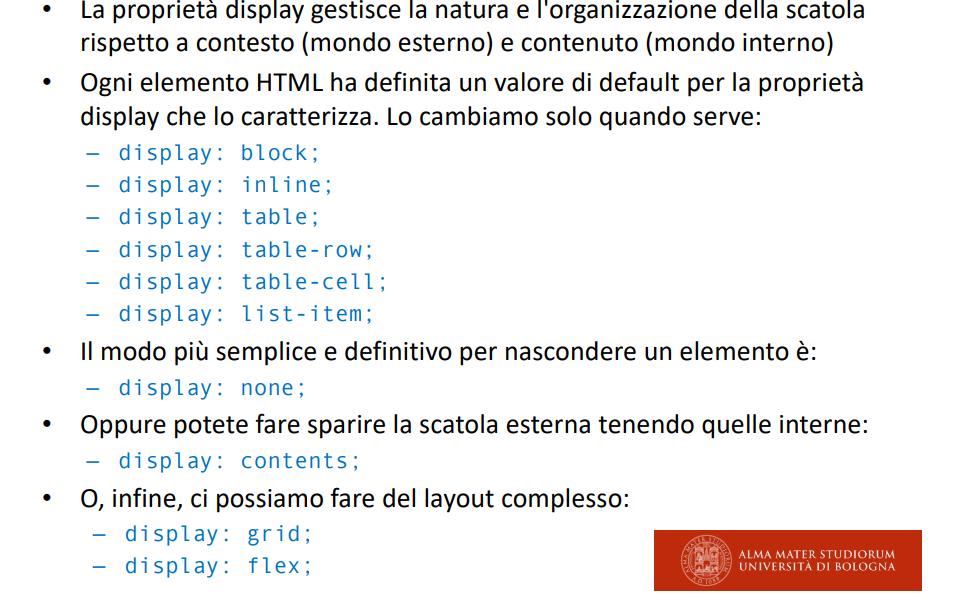 • La proprietà display gestisce la natura e l'organizzazione della scatola
rispetto a contesto (mondo esterno) e contenuto (mondo interno)
• Ogni elemento HTML ha definita un valore di default per la proprietà
display che lo caratterizza. Lo cambiamo solo quando serve:
– display: block;
– display: inline;
– display: table;
– display: table-row;
– display: table-cell;
– display: list-item;
• Il modo più semplice e definitivo per nascondere un elemento è:
– display: none;
• Oppure potete fare sparire la scatola esterna tenendo quelle interne:
– display: contents;
• O, infine, ci possiamo fare del layout complesso:
– display: grid;
– display: flex;
ALMA MATER STUDIORUM
UNIVERSITÀ DI BOLOGNA